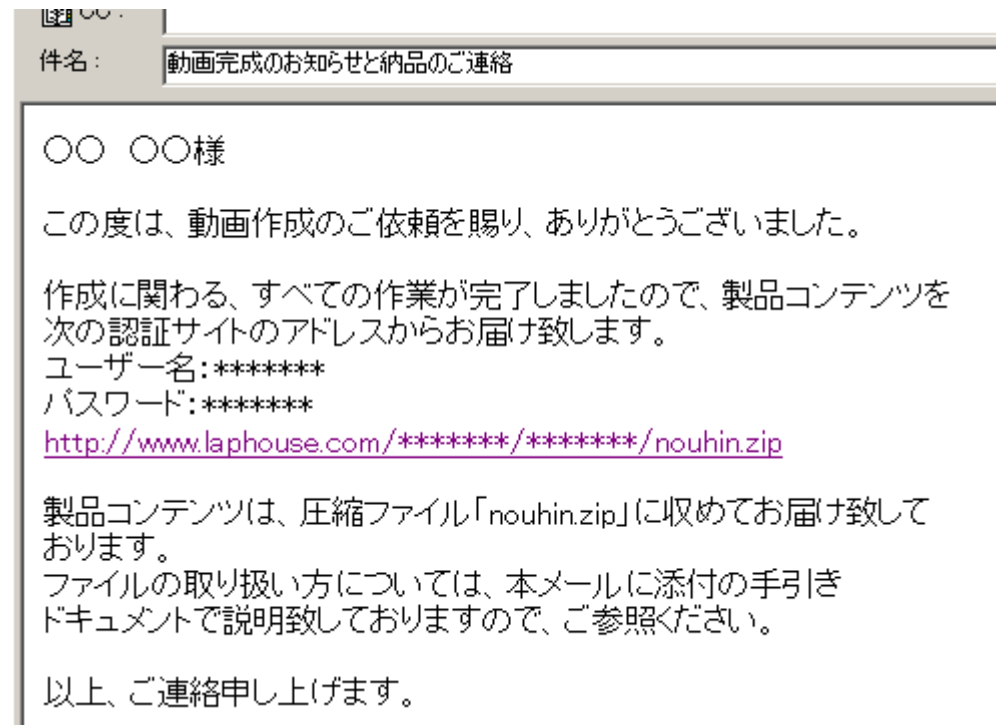 CC:
件名: 動画完成のお知らせと納品のご連絡
○○ ○○様
この度は、動画作成のご依頼を賜り、ありがとうございました。
作成に関わる、すべての作業が完了しましたので、製品コンテンツを
次の認証サイトのアドレスからお届け致します。
ユーザー名:*******
パスワード:*******
http://www.laphouse.com/*******/*******/nouhin.zip
製品コンテンツは、圧縮ファイル「nouhin.zip」に収めてお届け致して
おります。
ファイルの取り扱い方については、本メールに添付の手引き
ドキュメントで説明致しておりますので、ご参照ください。
以上、ご連絡申し上げます。